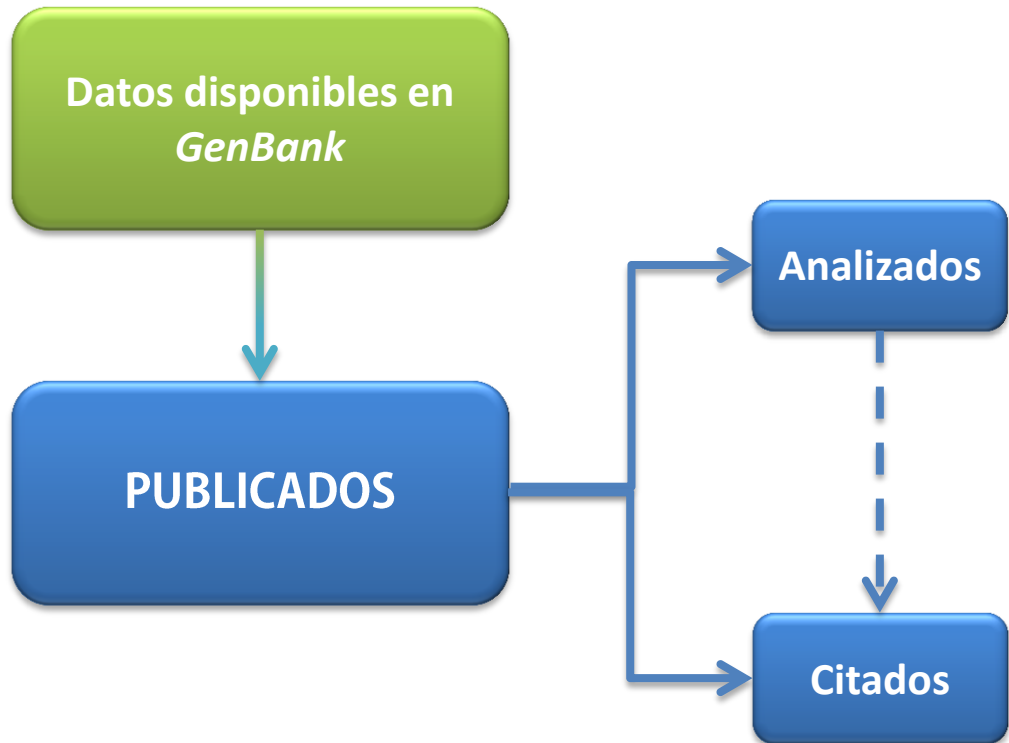 Datos disponibles en
GenBank
Analizados
PUBLICADOS
Citados